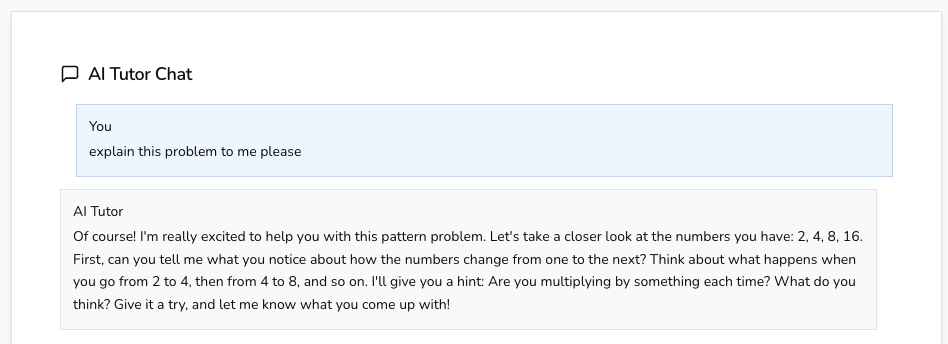 AI Tutor Chat
You
explain this problem to me please
AI Tutor
Of course! I'm really excited to help you with this pattern problem. Let's take a closer look at the numbers you have: 2, 4, 8, 16.
First, can you tell me what you notice about how the numbers change from one to the next? Think about what happens when
you go from 2 to 4, then from 4 to 8, and so on. I'll give you a hint: Are you multiplying by something each time? What do you
think? Give it a try, and let me know what you come up with!